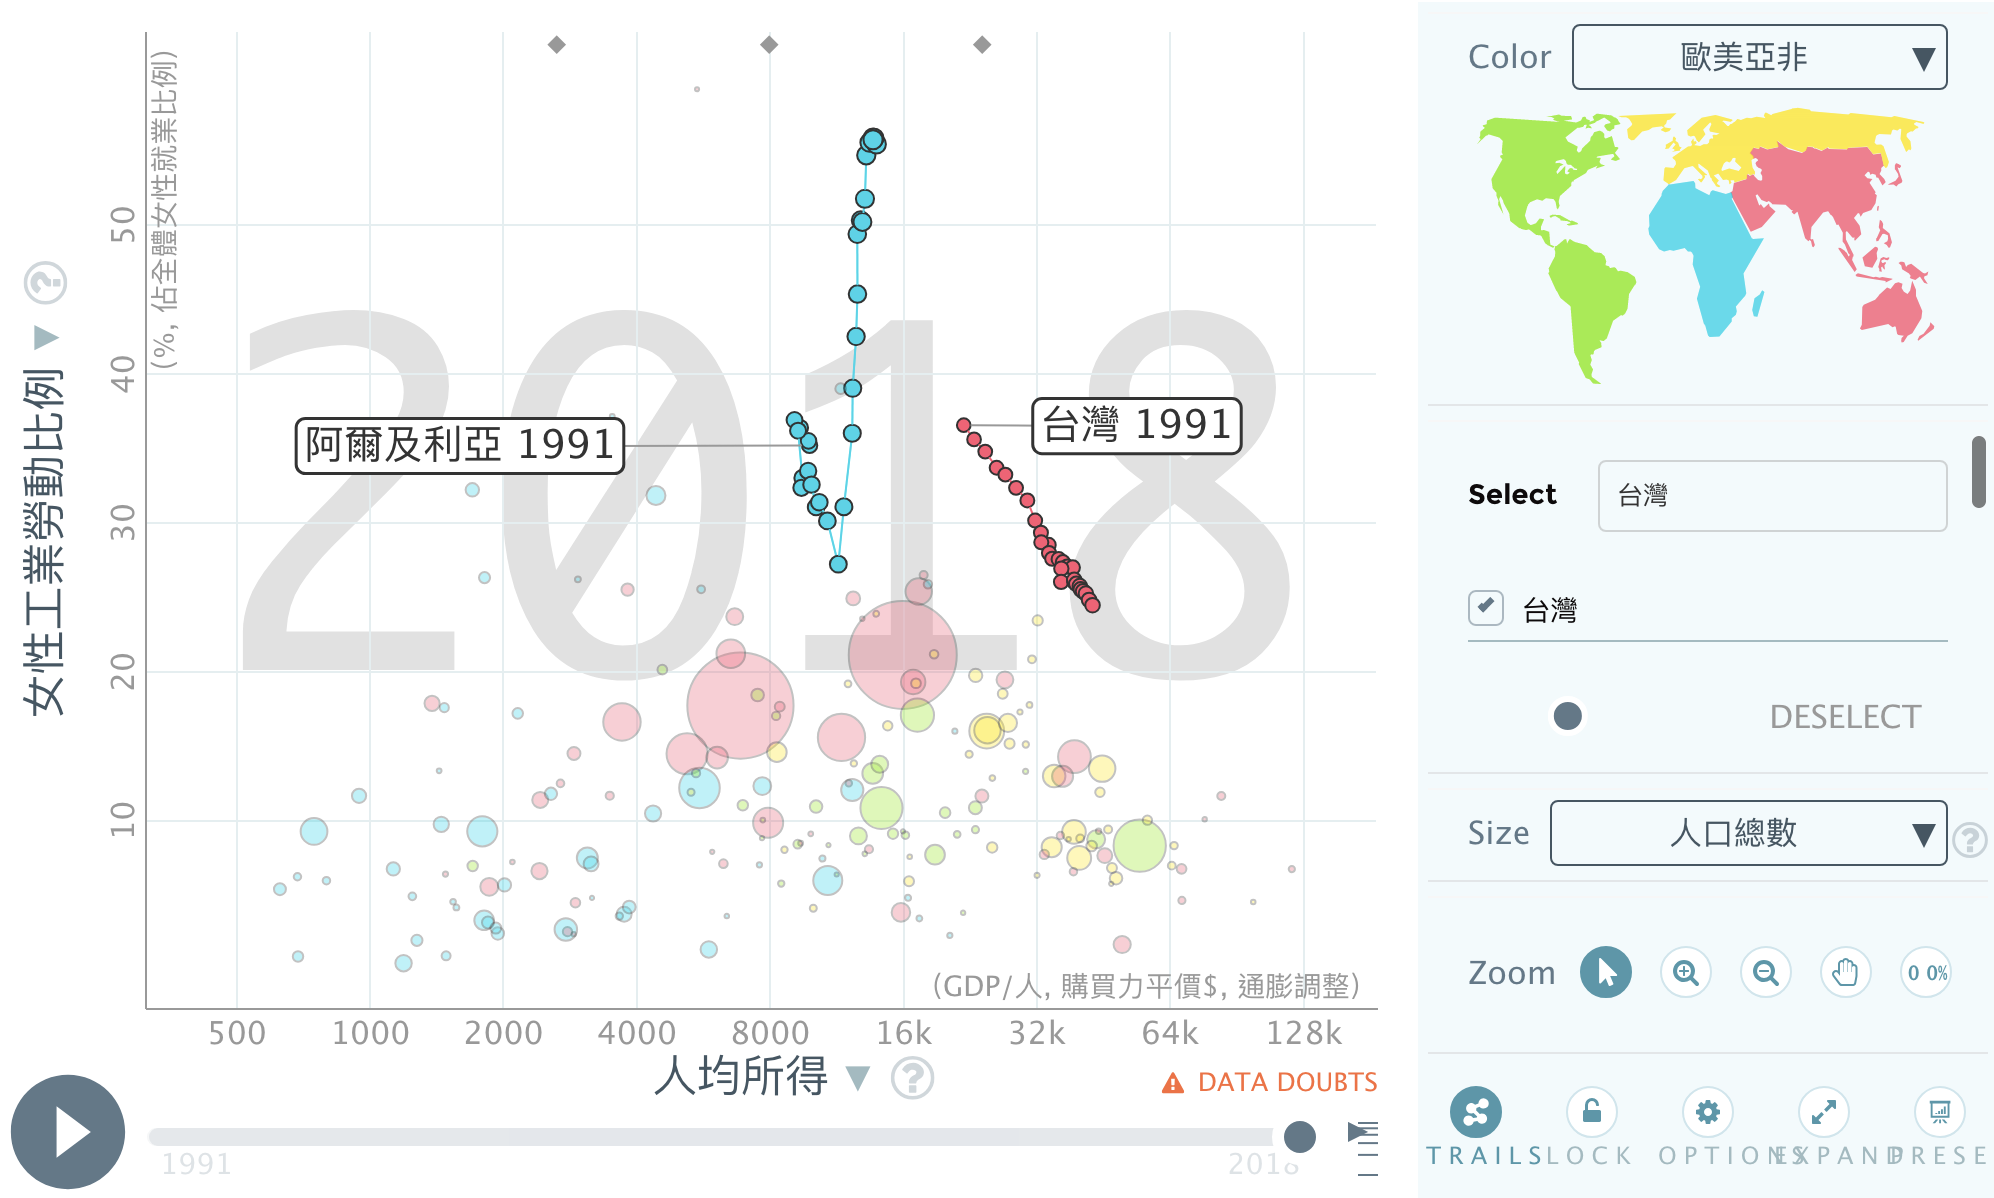 2018
50
40
30
20
10
女性工業勞動比例 ▼ ?
(%, 佔全體女性就業比例)
阿爾及利亞 1991
台灣 1991
(GDP/人, 購買力平價$, 通膨調整)
500 1000 2000 4000 8000 16k 32k 64k 128k
人均所得 ▼ ?
DATA DOUBTS
1991
2018
Color 歐美亞非 ▼
Select 台灣
台灣
DESELECT
Size 人口總數 ▼ ?
Zoom 0 0%
TRAILS LOCK OPTIONS EXPAND PRESE